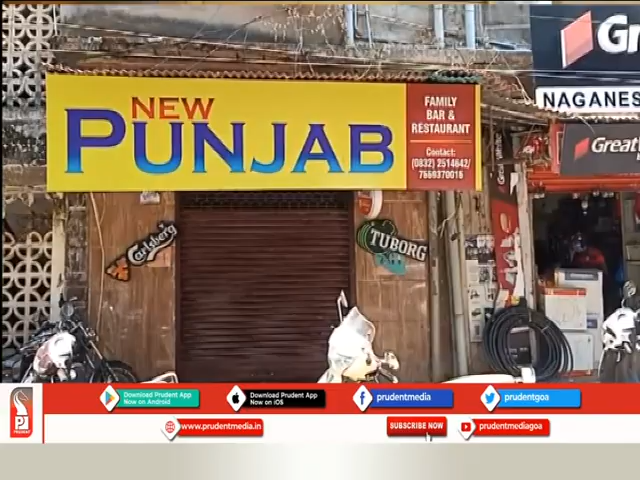 NEW
PUNJAB
FAMILY
BAR &
RESTAURANT
Contact:
(0832) 2514642/
7669370016
Great
NAGANES
Great
Carlsberg
TUBORG
Download Prudent App
Now on Android
Download Prudent App
Now on iOS
prudentmedia
prudentgoa
www.prudentmedia.in
SUBSCRIBE NOW
prudentmediagoa